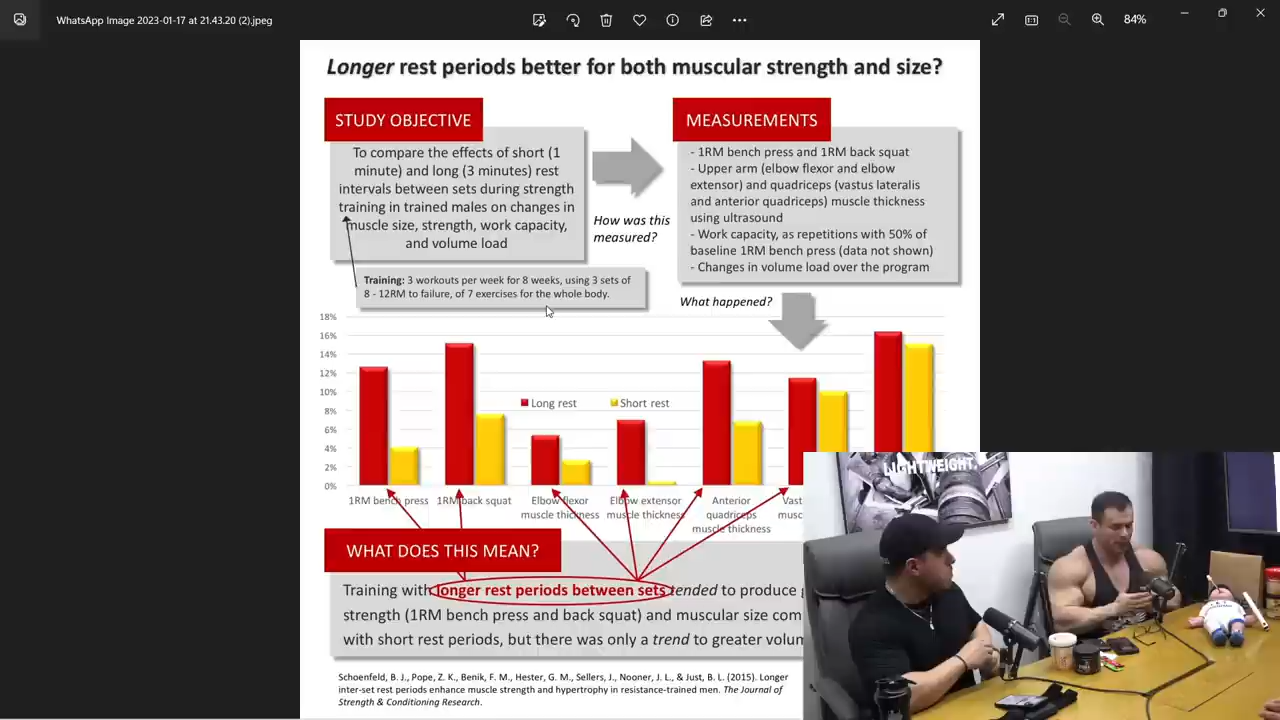 WhatsApp Image 2023-01-17 at 21.43.20 (2).jpeg
84%
Longer rest periods better for both muscular strength and size?
STUDY OBJECTIVE
To compare the effects of short (1
minute) and long (3 minutes) rest
intervals between sets during strength
training in trained males on changes in
muscle size, strength, work capacity,
and volume load
How was this
measured?
MEASUREMENTS
- 1RM bench press and 1RM back squat
- Upper arm (elbow flexor and elbow
extensor) and quadriceps (vastus lateralis
and anterior quadriceps) muscle thickness
using ultrasound
- Work capacity, as repetitions with 50% of
baseline 1RM bench press (data not shown)
- Changes in volume load over the program
Training: 3 workouts per week for 8 weeks, using 3 sets of
8 - 12RM to failure, of 7 exercises for the whole body.
What happened?
18%
16%
14%
12%
10%
8%
6%
4%
2%
0%
Long rest
Short rest
1RM bench press
1RM back squat
Elbow flexor
muscle thickness
Elbow extensor
muscle thickness
Anterior
quadriceps
muscle thickness
WHAT DOES THIS MEAN?
Training with longer rest periods between sets tended to produce
strength (1RM bench press and back squat) and muscular size
with short rest periods, but there was only a trend to greater
Schoenfeld, B. J., Pope, Z. K., Benik, F. M., Hester, G. M., Sellers, J., Nooner, J. L., & Just, B. L. (2015). Longer
inter-set rest periods enhance muscle strength and hypertrophy in resistance-trained men. The Journal of
Strength & Conditioning Research.
LIGHTWEIGHT.